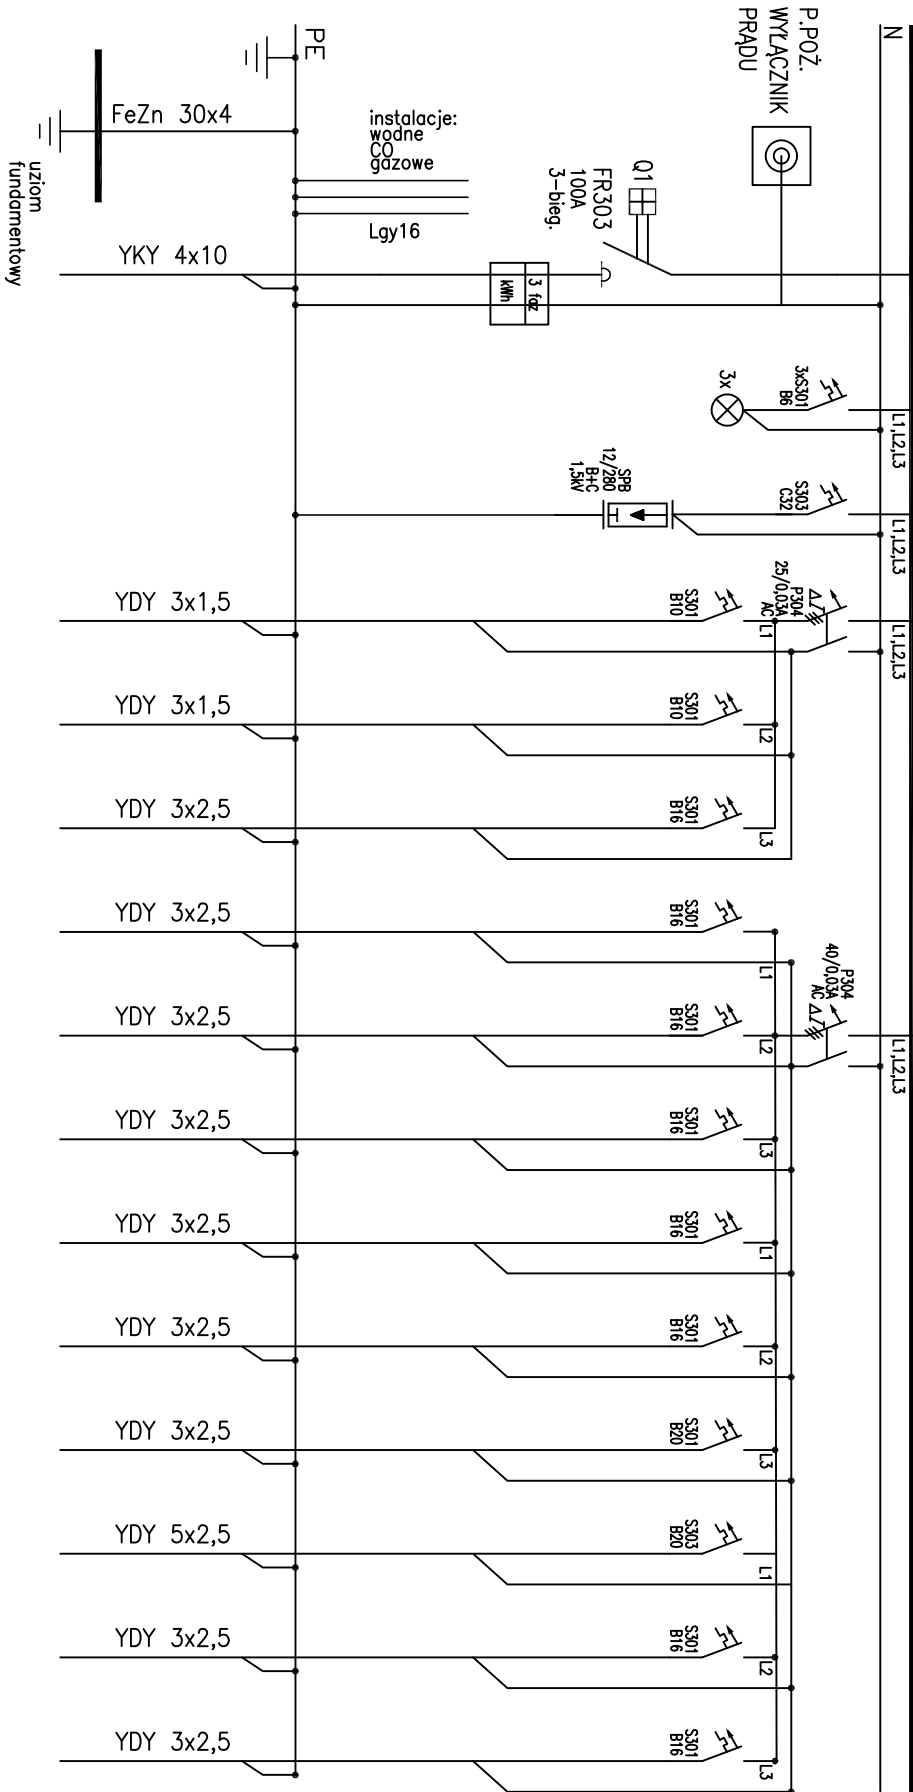 N
P.POŻ.
WYŁĄCZNIK
PRĄDU
PE
FeZn 30x4
uziom
fundamentowy
instalacje:
wodne
CO
gazowe
Lgy16
Q1
FR303
100A
3-bieg.
YKY 4x10
3 faz
kWh
L1,L2,L3
3xS301
B6
3x
L1,L2,L3
S303
C32
SPB
12/280
B+C
1,5kV
L1,L2,L3
P304
25/0,03A
AC
ΔI
L1
S301
B10
YDY 3x1,5
L2
S301
B10
YDY 3x1,5
L3
S301
B16
YDY 3x2,5
L1
S301
B16
YDY 3x2,5
L1,L2,L3
P304
40/0,03A
AC
ΔI
L2
S301
B16
YDY 3x2,5
L3
S301
B16
YDY 3x2,5
L1
S301
B16
YDY 3x2,5
L2
S301
B16
YDY 3x2,5
L3
S301
B20
YDY 3x2,5
L1
S303
B20
YDY 5x2,5
L2
S301
B16
YDY 3x2,5
L3
S301
B16
YDY 3x2,5